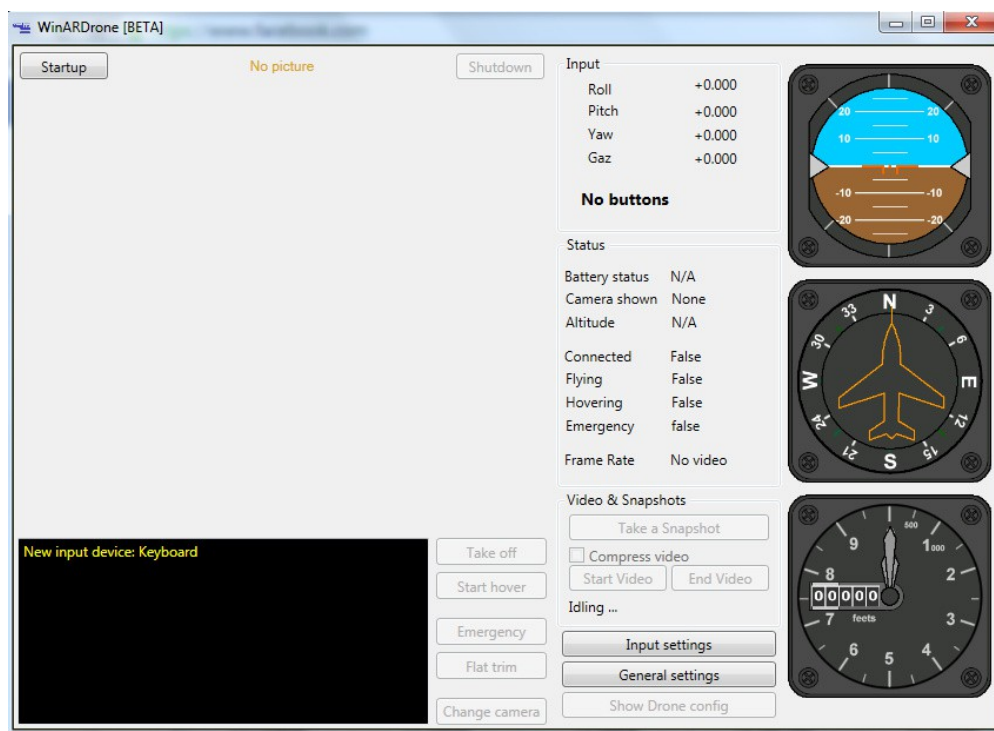 WinARDrone [BETA]
Startup
No picture
Shutdown
Input
Roll +0.000
Pitch +0.000
Yaw +0.000
Gaz +0.000
No buttons
Status
Battery status N/A
Camera shown None
Altitude N/A
Connected False
Flying False
Hovering False
Emergency false
Frame Rate No video
Video & Snapshots
Take a Snapshot
Compress video
Start Video End Video
Idling ...
Input settings
General settings
Show Drone config
New input device: Keyboard
Take off
Start hover
Emergency
Flat trim
Change camera
20 20
10 10
-10 -10
-20 -20
N
33 3
30 6
W E
24 12
21 15
S
500
9 1000
8 2
00000
7 feets 3
6 5 4